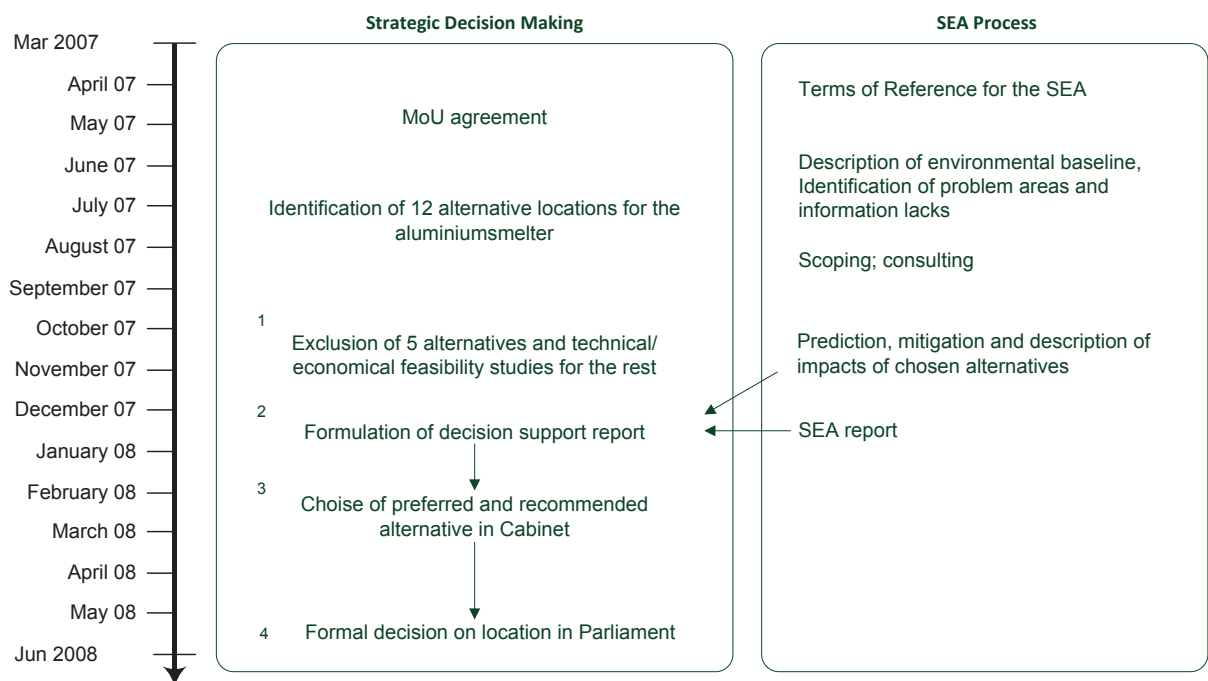 Strategic Decision Making
SEA Process
Mar 2007
April 07
May 07
June 07
July 07
August 07
September 07
October 07
November 07
December 07
January 08
February 08
March 08
April 08
May 08
Jun 2008
MoU agreement
Identification of 12 alternative locations for the
aluminiumsmelter
1
Exclusion of 5 alternatives and technical/
economical feasibility studies for the rest
2
Formulation of decision support report
3
Choise of preferred and recommended
alternative in Cabinet
4 Formal decision on location in Parliament
Terms of Reference for the SEA
Description of environmental baseline,
Identification of problem areas and
information lacks
Scoping; consulting
Prediction, mitigation and description of
impacts of chosen alternatives
SEA report